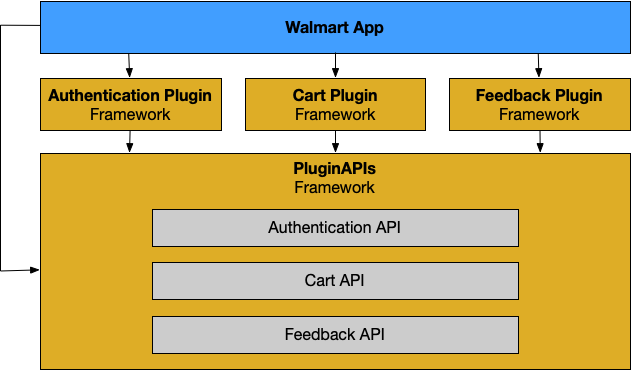 Walmart App
Authentication Plugin
Framework
Cart Plugin
Framework
Feedback Plugin
Framework
PluginAPIs
Framework
Authentication API
Cart API
Feedback API